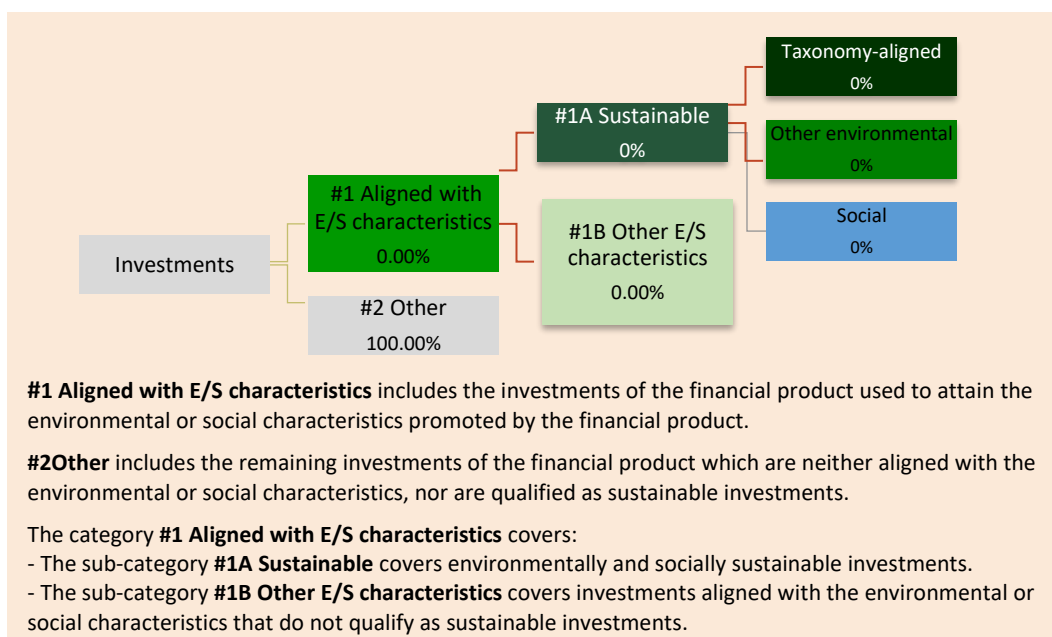 Taxonomy-aligned
0%
#1A Sustainable
0%
Other environmental
0%
#1 Aligned with
E/S characteristics
0.00%
Social
0%
#1B Other E/S
characteristics
0.00%
Investments
#2 Other
100.00%
#1 Aligned with E/S characteristics includes the investments of the financial product used to attain the
environmental or social characteristics promoted by the financial product.
#2Other includes the remaining investments of the financial product which are neither aligned with the
environmental or social characteristics, nor are qualified as sustainable investments.
The category #1 Aligned with E/S characteristics covers:
- The sub-category #1A Sustainable covers environmentally and socially sustainable investments.
- The sub-category #1B Other E/S characteristics covers investments aligned with the environmental or
social characteristics that do not qualify as sustainable investments.